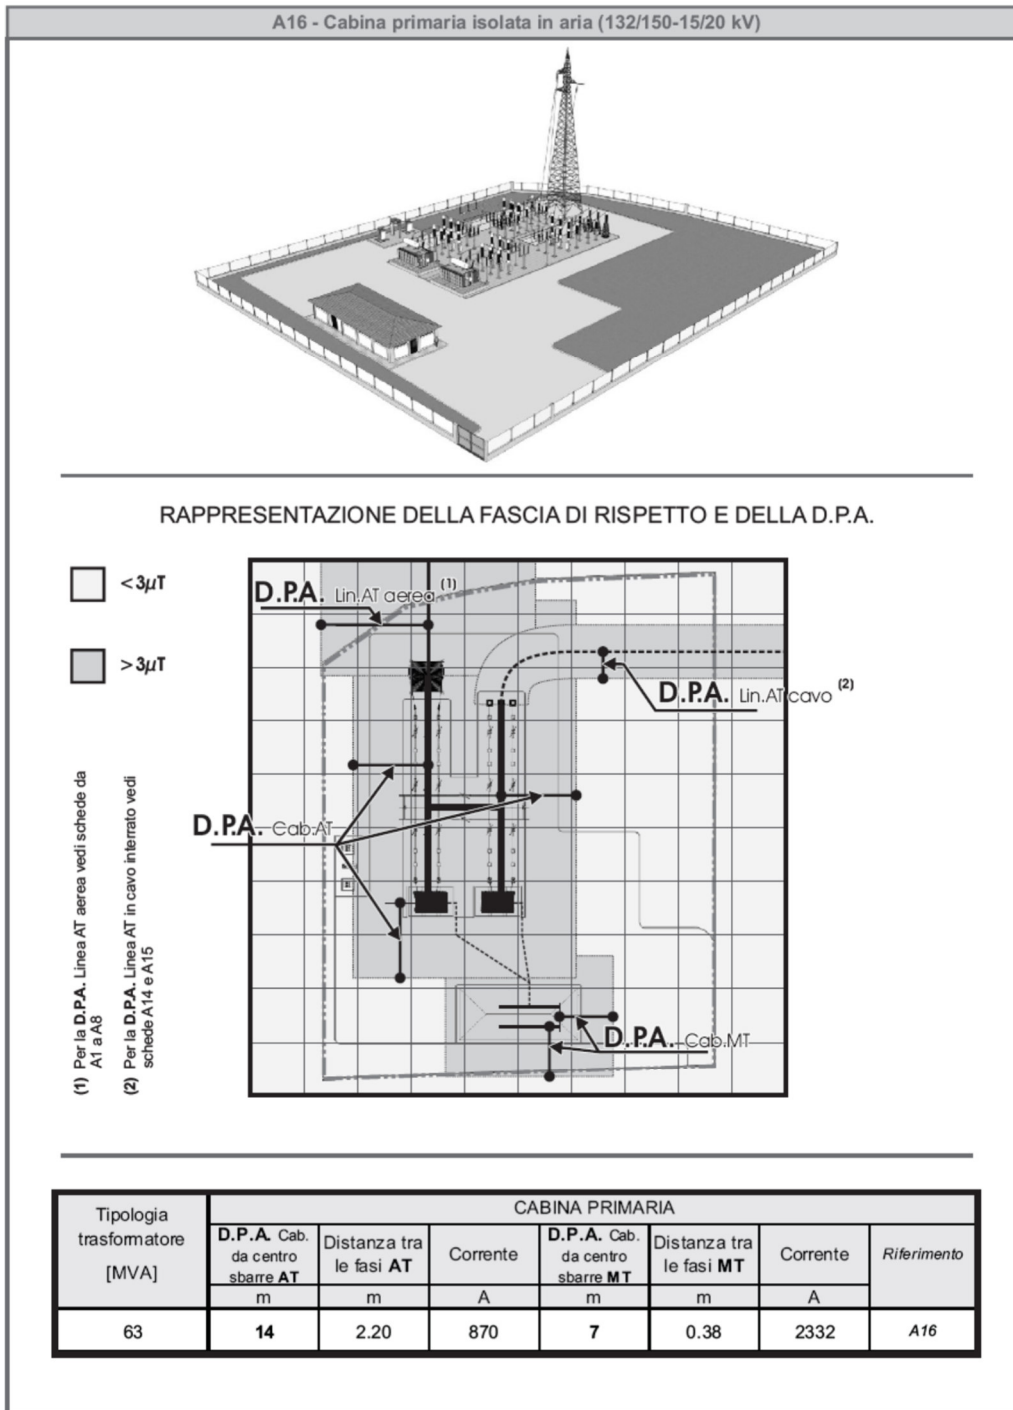 A16 - Cabina primaria isolata in aria (132/150-15/20 kV)
RAPPRESENTAZIONE DELLA FASCIA DI RISPETTO E DELLA D.P.A.
<3µT
>3µT
D.P.A. Lin.AT aerea (1)
D.P.A. Lin.AT cavo (2)
D.P.A. Cab.AT
D.P.A. Cab.MT
(1) Per la D.P.A. Linea AT aerea vedi schede da
A1 a A8
(2) Per la D.P.A. Linea AT in cavo interrato vedi
schede A14 e A15
Tipologia
trasformatore
[MVA]
CABINA PRIMARIA
D.P.A. Cab.
da centro
sbarre AT
Distanza tra
le fasi AT
Corrente
D.P.A. Cab.
da centro
sbarre MT
Distanza tra
le fasi MT
Corrente
Riferimento
m m A m m A
63 14 2.20 870 7 0.38 2332 A16